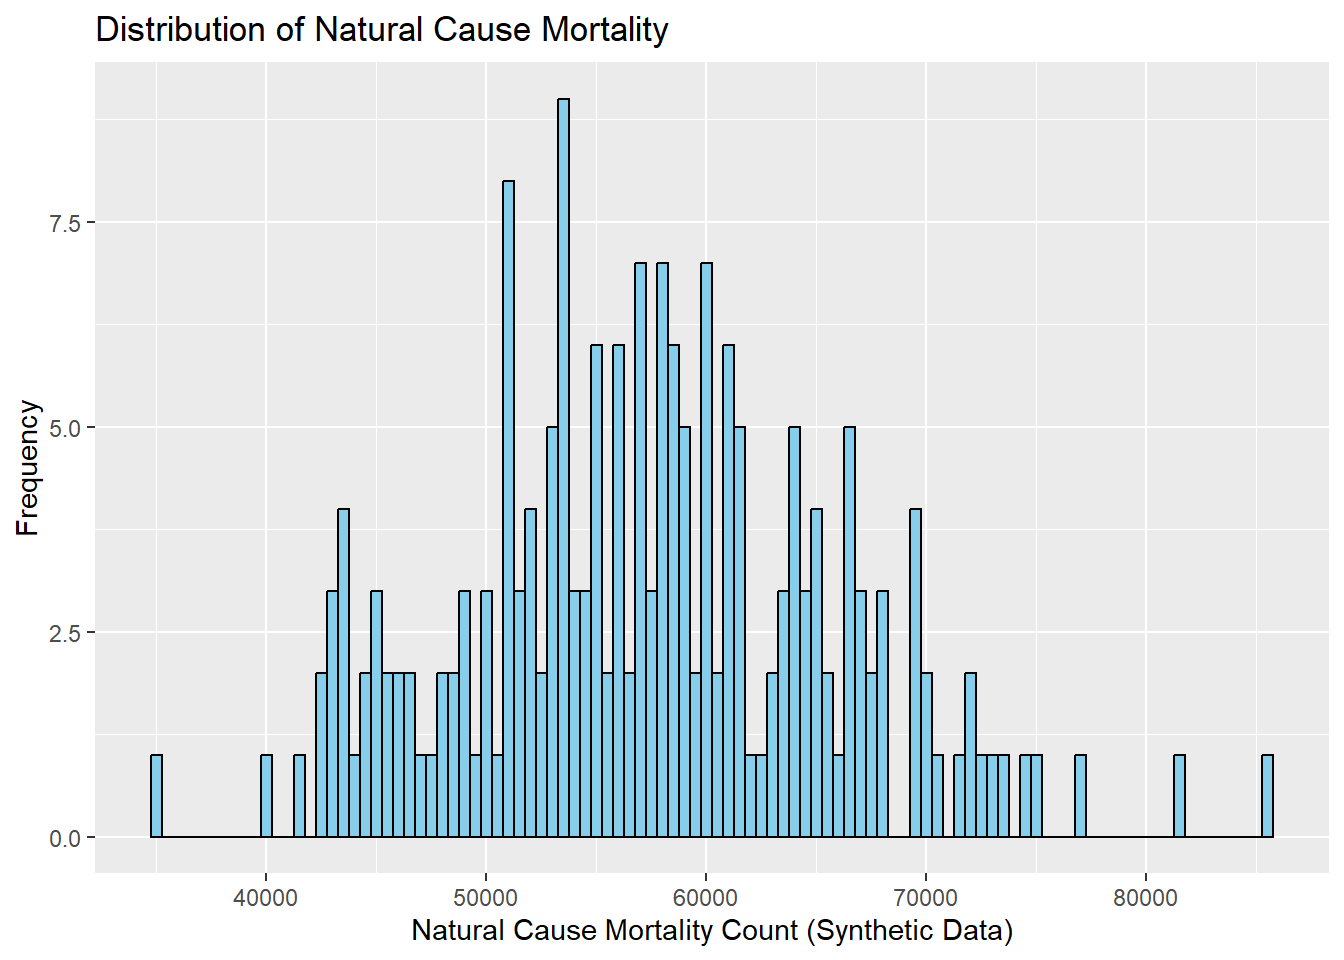 Distribution of Natural Cause Mortality
7.5
5.0
2.5
0.0
Frequency
40000 50000 60000 70000 80000
Natural Cause Mortality Count (Synthetic Data)